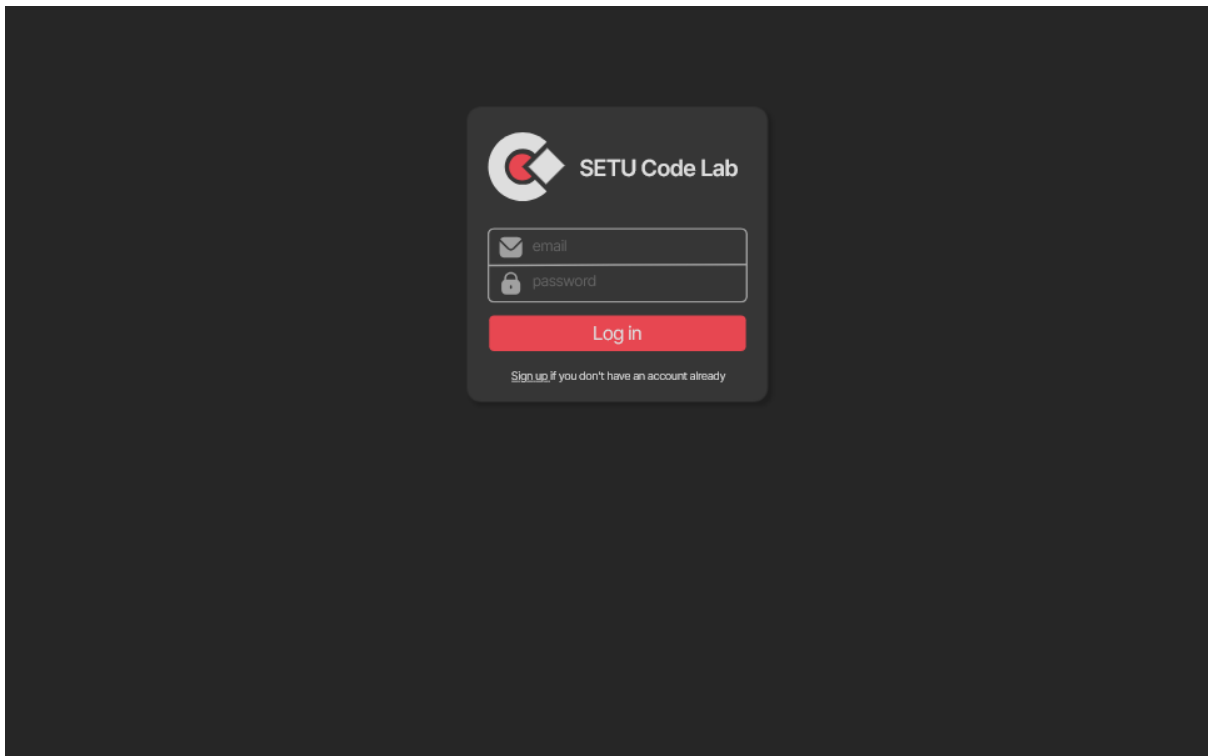 SETU Code Lab
email
password
Log in
Sign up if you don't have an account already